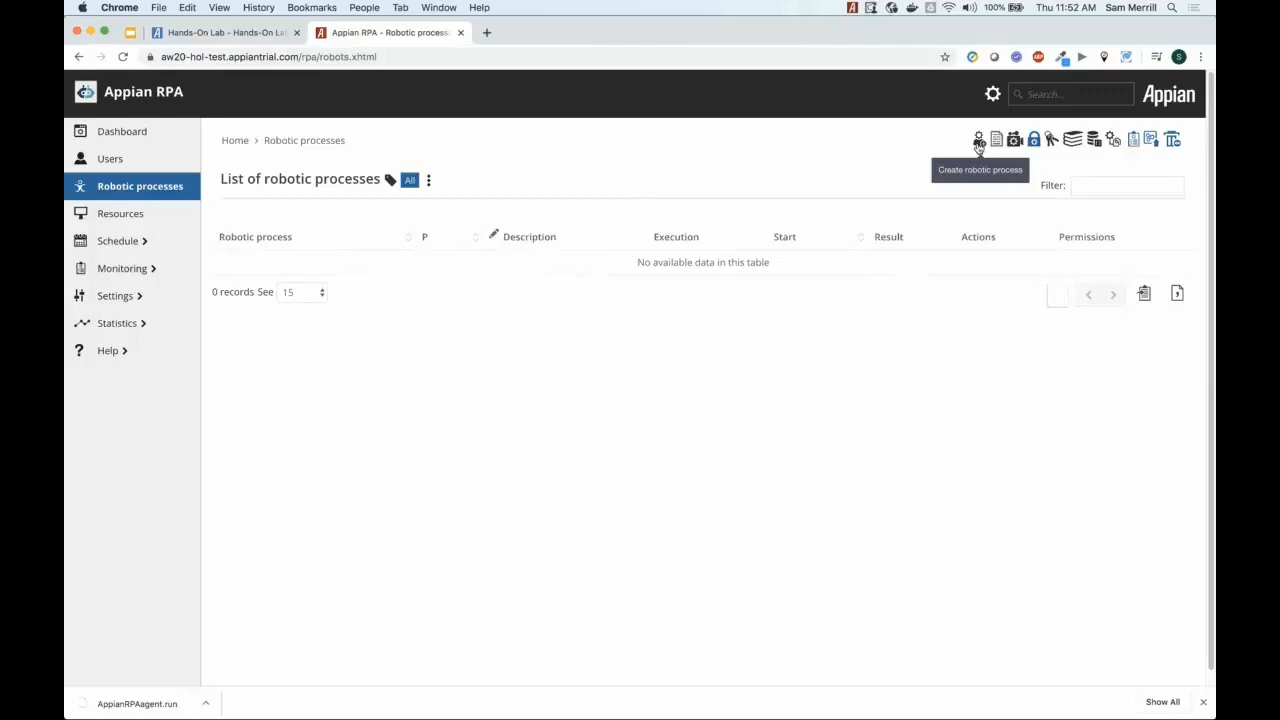 Chrome File Edit View History Bookmarks People Tab Window Help 100% Thu 11:52 AM Sam Merrill
Hands-On Lab - Hands-On La
Appian RPA - Robotic process
aw20-hol-test.appiantrial.com/rpa/robots.xhtml
S
Appian RPA
Search...
Appian
Dashboard
Users
Robotic processes
Resources
Schedule
Monitoring
Settings
Statistics
Help
Home > Robotic processes
Create robotic process
List of robotic processes All
Filter:
Robotic process P Description Execution Start Result Actions Permissions
No available data in this table
0 records See 15
AppianRPAagent.run
Show All